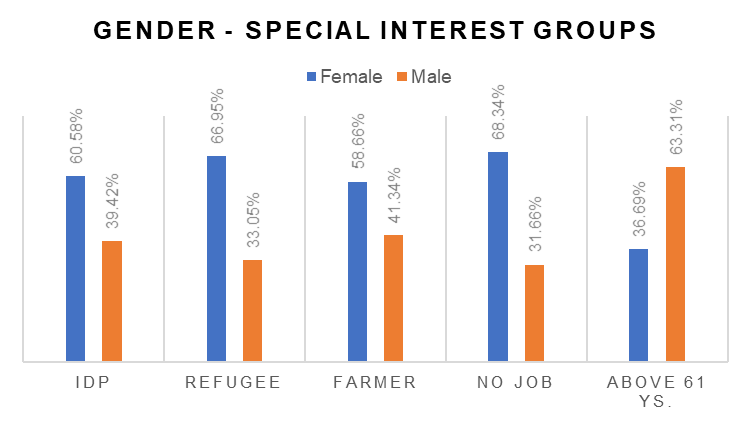 GENDER - SPECIAL INTEREST GROUPS
Female Male
60.58%
39.42%
66.95%
33.05%
58.66%
41.34%
68.34%
31.66%
36.69%
63.31%
IDP
REFUGEE
FARMER
NO JOB
ABOVE 61
YS.